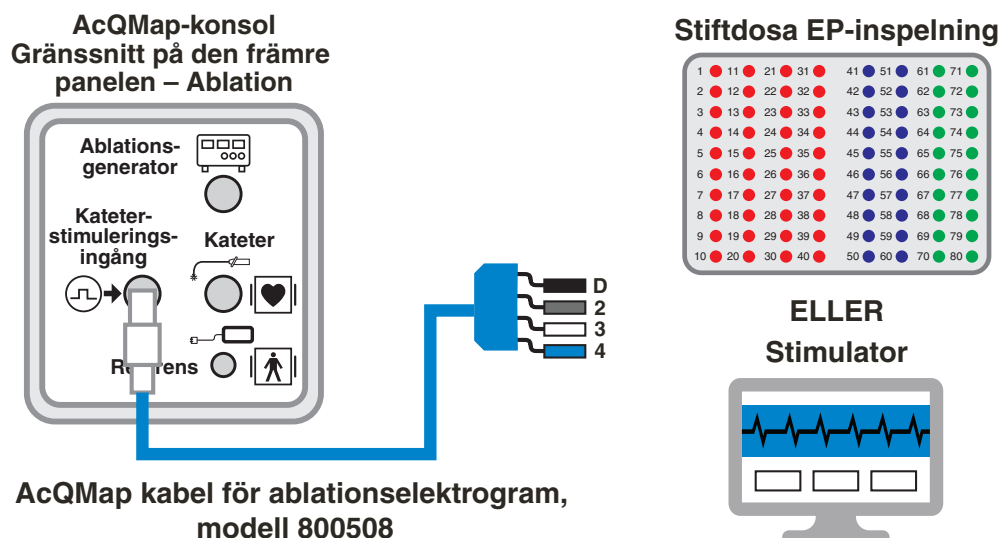 AcQMap-konsol
Gränssnitt på den främre
panelen – Ablation
Ablations-
generator
Kateter-
stimulerings-
ingång
Kateter
D
2
3
4
AcQMap kabel för ablationselektrogram,
modell 800508
Stiftdosa EP-inspelning
1 11 21 31 41 51 61 71
2 12 22 32 42 52 62 72
3 13 23 33 43 53 63 73
4 14 24 34 44 54 64 74
5 15 25 35 45 55 65 75
6 16 26 36 46 56 66 76
7 17 27 37 47 57 67 77
8 18 28 38 48 58 68 78
9 19 29 39 49 59 69 79
10 20 30 40 50 60 70 80
ELLER
Stimulator